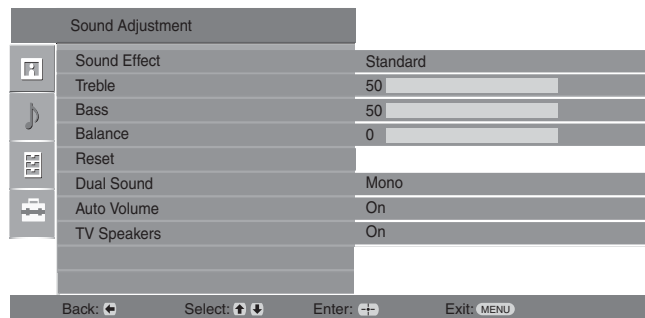 Sound Adjustment
Sound Effect Standard
Treble 50
Bass 50
Balance 0
Reset
Dual Sound Mono
Auto Volume On
TV Speakers On
Back: Select: Enter: Exit: MENU